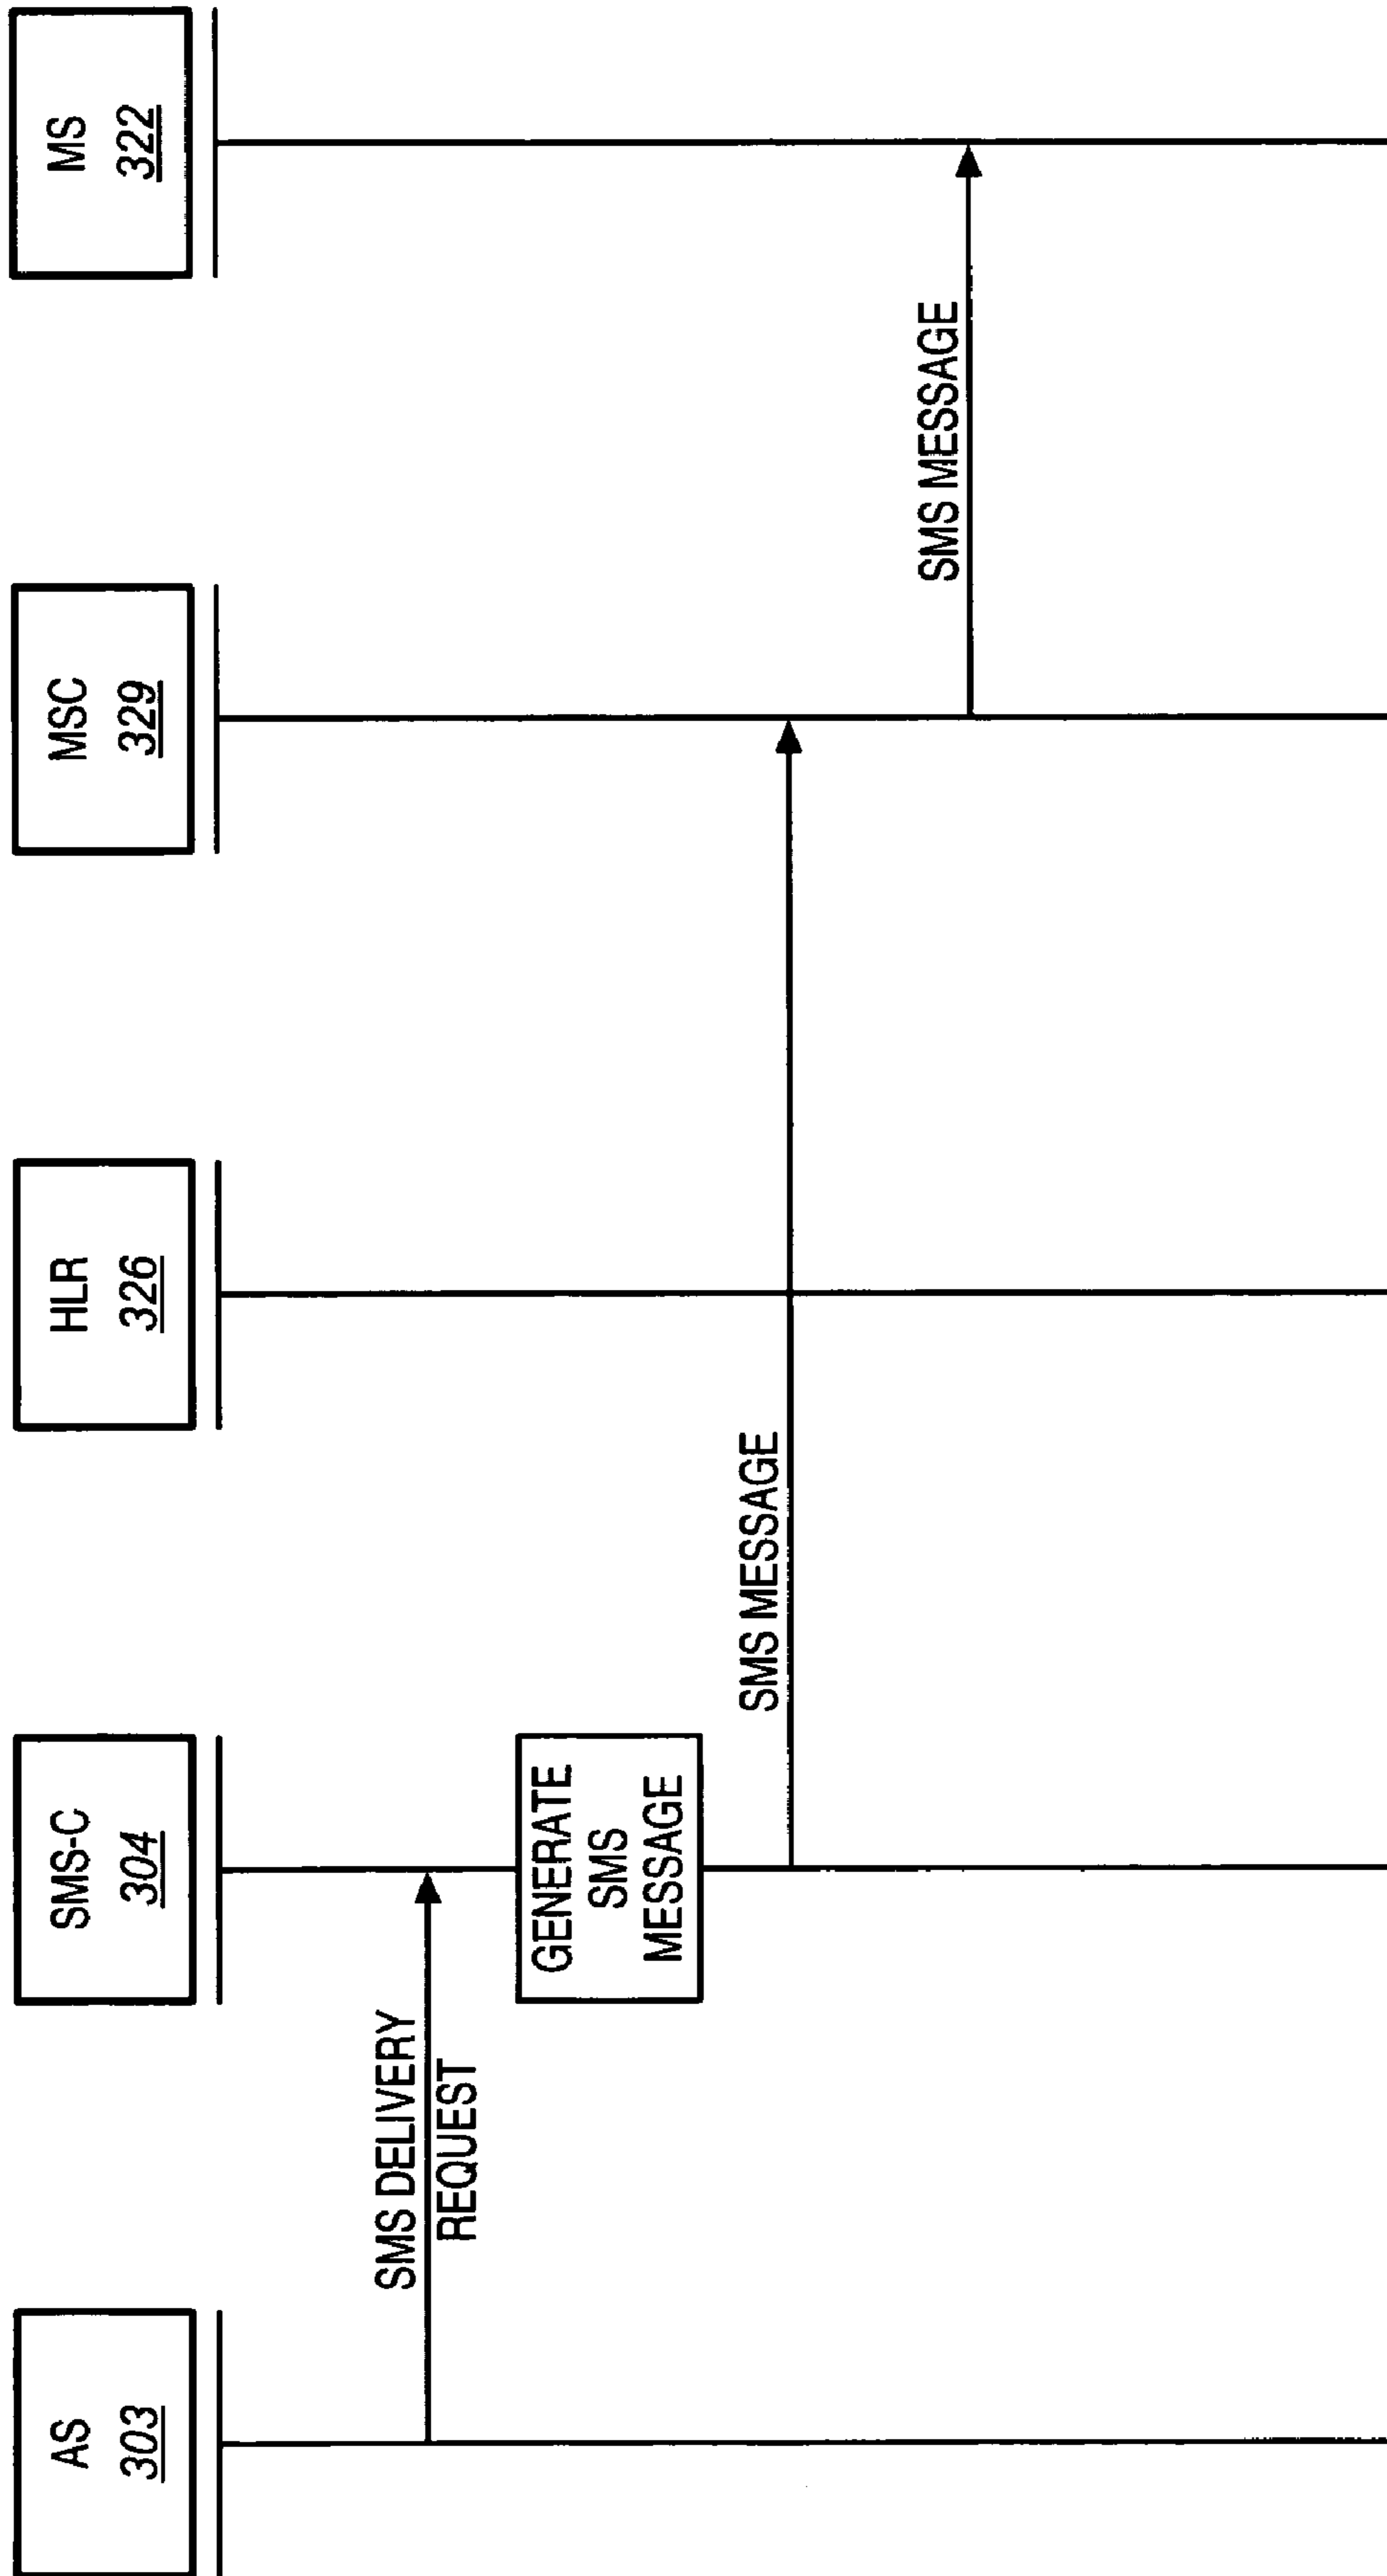 AS
303
SMS-C
304
HLR
326
MSC
329
MS
322
SMS DELIVERY
REQUEST
GENERATE
SMS
MESSAGE
SMS MESSAGE
SMS MESSAGE